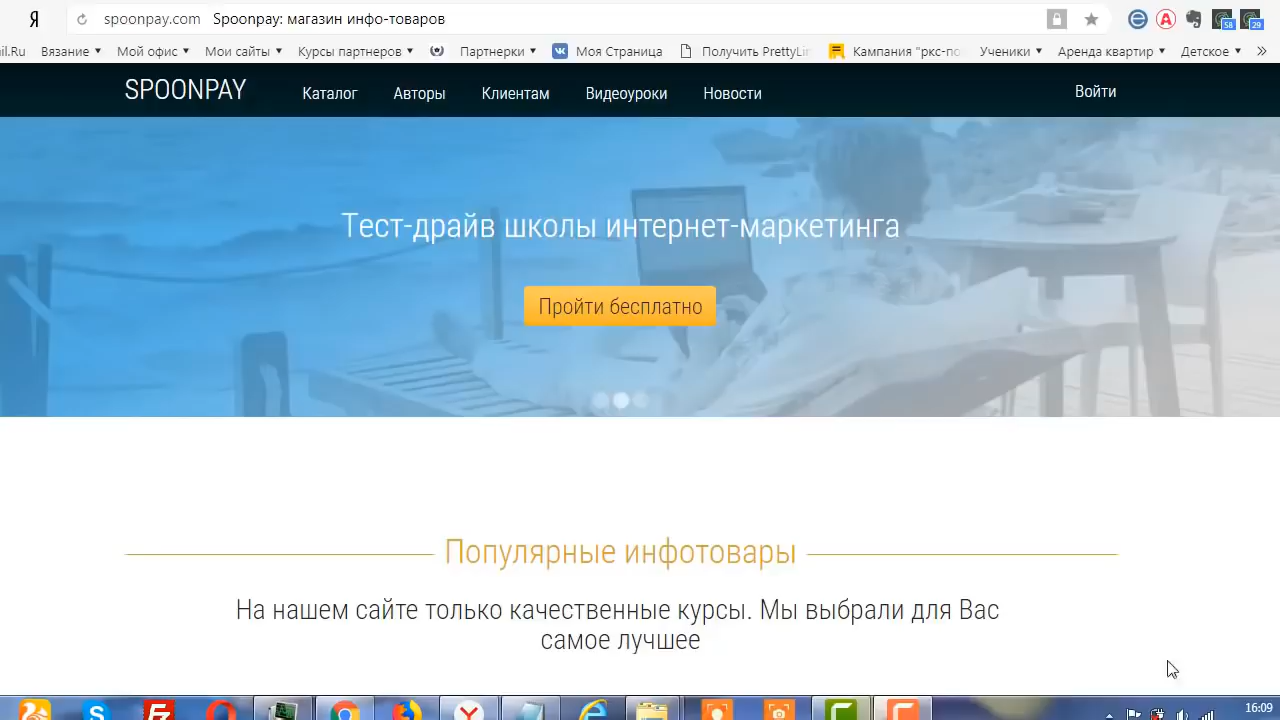 Я spoonpay.com Spoonpay: магазин инфо-товаров
58 29
il.Ru Вязание Мой офис Мои сайты Курсы партнеров Партнерки Моя Страница Получить PrettyLi Кампания "ркс-по Ученики Аренда квартир Детское
SPOONPAY Каталог Авторы Клиентам Видеоуроки Новости Войти
Тест-драйв школы интернет-маркетинга
Пройти бесплатно
Популярные инфотовары
На нашем сайте только качественные курсы. Мы выбрали для Вас
самое лучшее
16:09